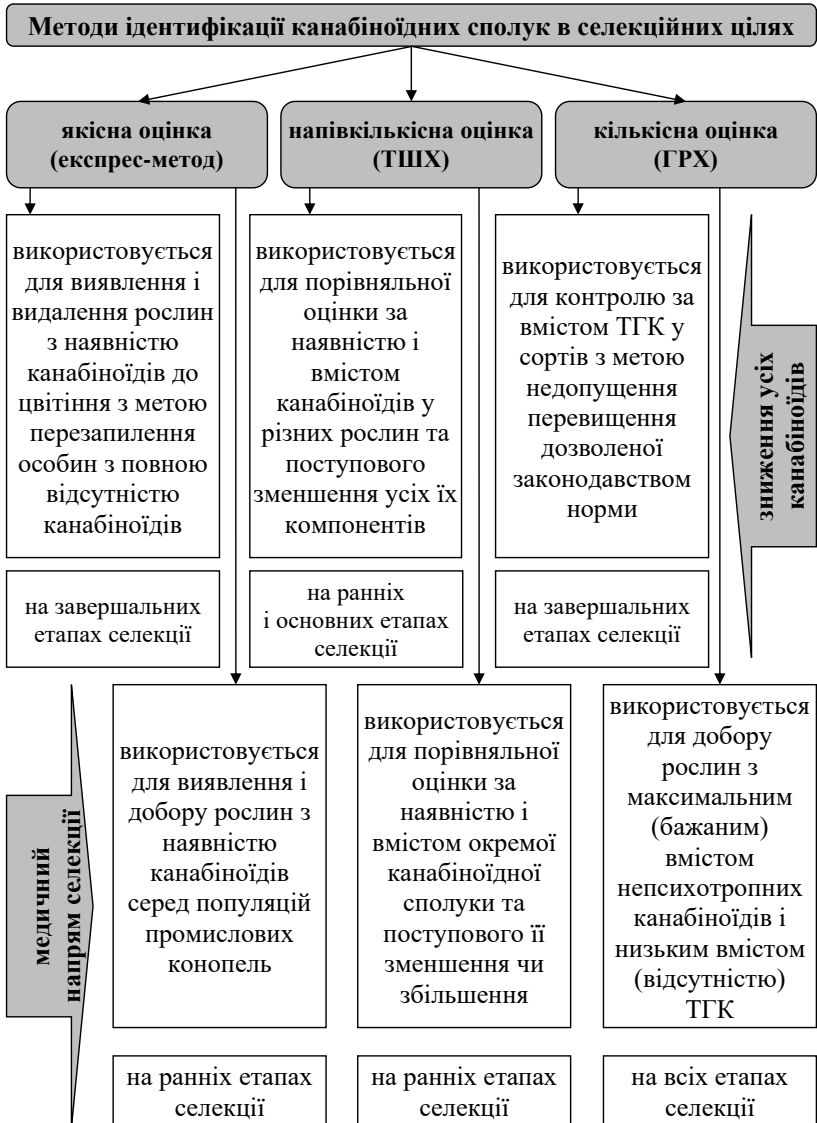 Методи ідентифікації канабіноїдних сполук в селекційних цілях
якісна оцінка
(експрес-метод)
напівкількісна оцінка
(ТШХ)
кількісна оцінка
(ГРХ)
використовується
для виявлення і
видалення рослин
з наявністю
канабіноїдів до
цвітіння з метою
перезапилення
особин з повною
відсутністю
канабіноїдів
використовується
для порівняльної
оцінки за
наявністю і
вмістом
канабіноїдів у
різних рослин та
поступового
зменшення усіх їх
компонентів
використовується
для контролю за
вмістом ТГК у
сортів з метою
недопущення
перевищення
дозволеної
законодавством
норми
зниження усіх
канабіноїдів
на завершальних
етапах селекції
на ранніх
і основних етапах
селекції
на завершальних
етапах селекції
медичний
напрям селекції
використовується
для виявлення і
добору рослин з
наявністю
канабіноїдів
серед популяцій
промислових
конопель
використовується
для порівняльної
оцінки за
наявністю і
вмістом окремої
канабіноїдної
сполуки та
поступового її
зменшення чи
збільшення
використовується
для добору
рослин з
максимальним
(бажаним)
вмістом
непсихотропних
канабіноїдів і
низьким вмістом
(відсутністю)
ТГК
на ранніх етапах
селекції
на ранніх етапах
селекції
на всіх етапах
селекції